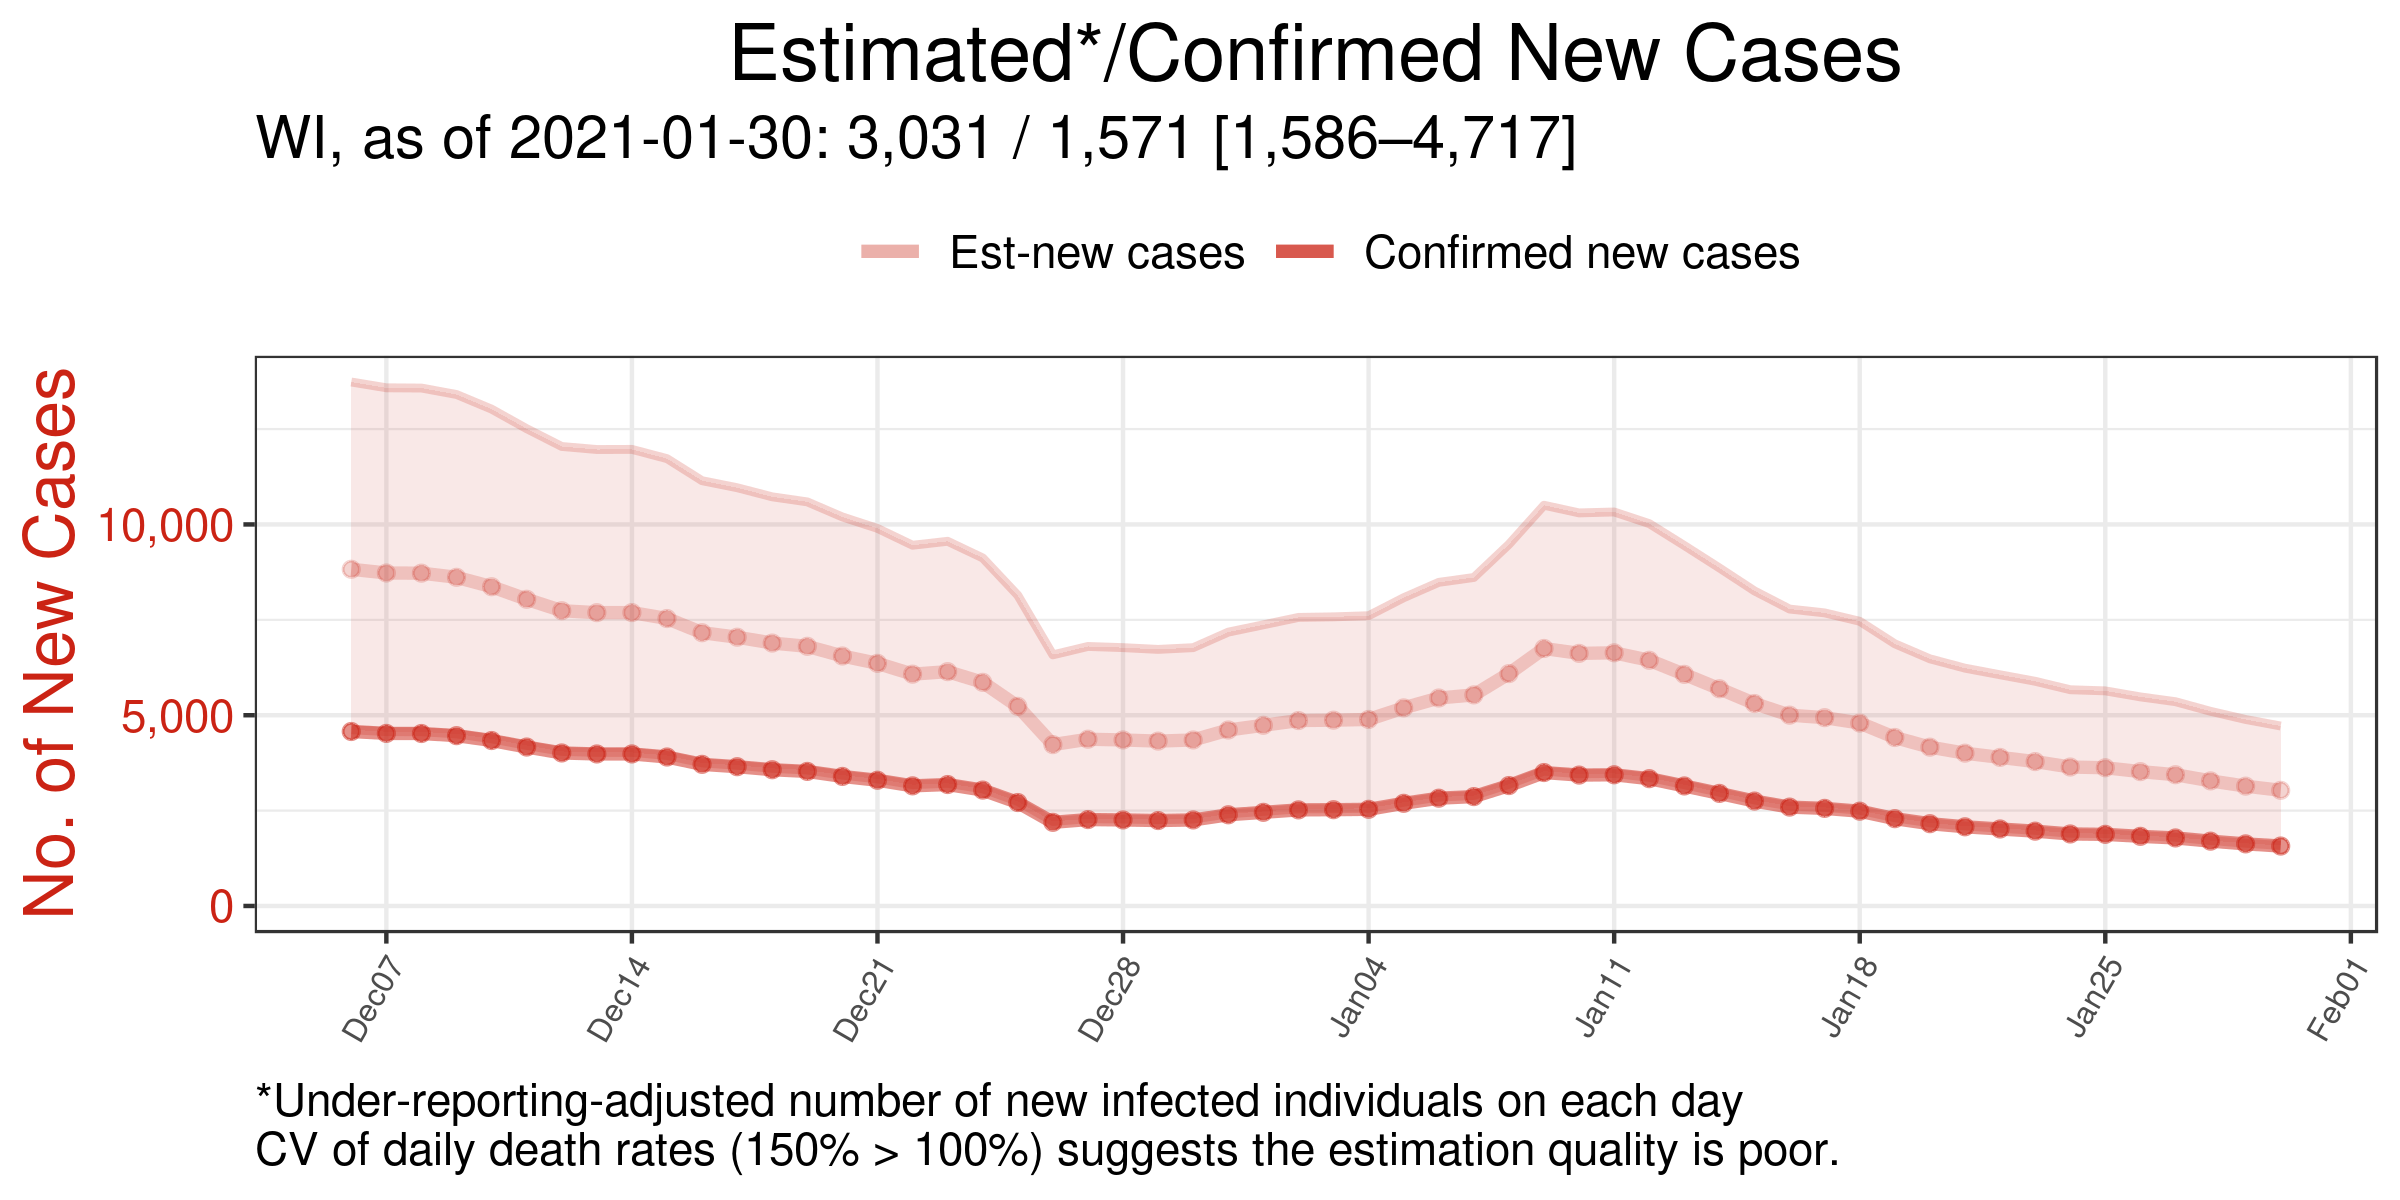 Estimated*/Confirmed New Cases
WI, as of 2021-01-30: 3,031 / 1,571 [1,586–4,717]
Est-new cases Confirmed new cases
No. of New Cases
10,000
5,000
0
Dec07 Dec14 Dec21 Dec28 Jan04 Jan11 Jan18 Jan25 Feb01
*Under-reporting-adjusted number of new infected individuals on each day
CV of daily death rates (150% > 100%) suggests the estimation quality is poor.